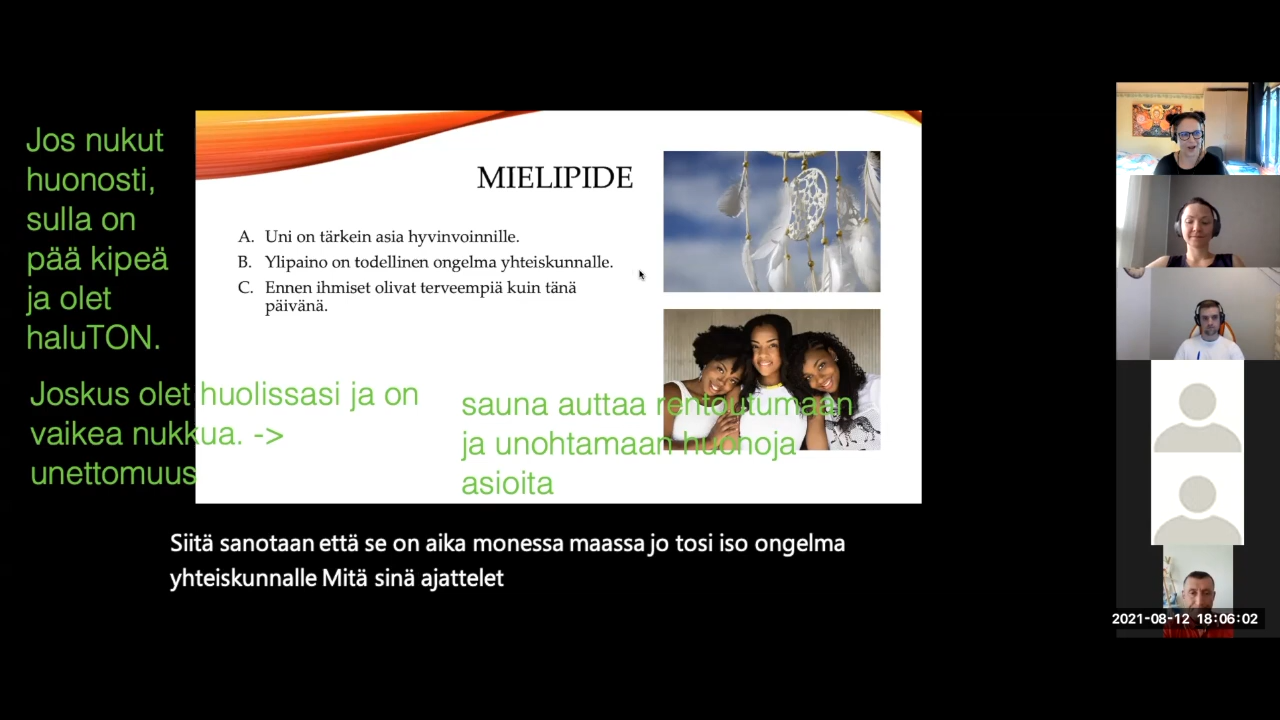 Jos nukut
huonosti,
sulla on
pää kipeä
ja olet
haluTON.
MIELIPIDE
A. Uni on tärkein asia hyvinvoinnille.
B. Ylipaino on todellinen ongelma yhteiskunnalle.
C. Ennen ihmiset olivat terveempiä kuin tänä
päivänä.
Joskus olet huolissasi ja on
vaikea nukkua. ->
unettomuus
sauna auttaa rentoutumaan
ja unohtamaan huonoja
asioita
Siitä sanotaan että se on aika monessa maassa jo tosi iso ongelma
yhteiskunnalle Mitä sinä ajattelet
2021-08-12 18:06:02